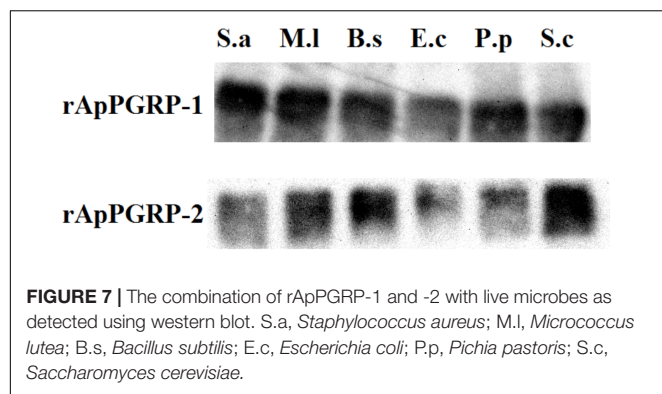 S.a M.l B.s E.c P.p S.c
rApPGRP-1
rApPGRP-2
FIGURE 7 | The combination of rApPGRP-1 and -2 with live microbes as
detected using western blot. S.a, Staphylococcus aureus; M.l, Micrococcus
lutea; B.s, Bacillus subtilis; E.c, Escherichia coli; P.p, Pichia pastoris; S.c,
Saccharomyces cerevisiae.